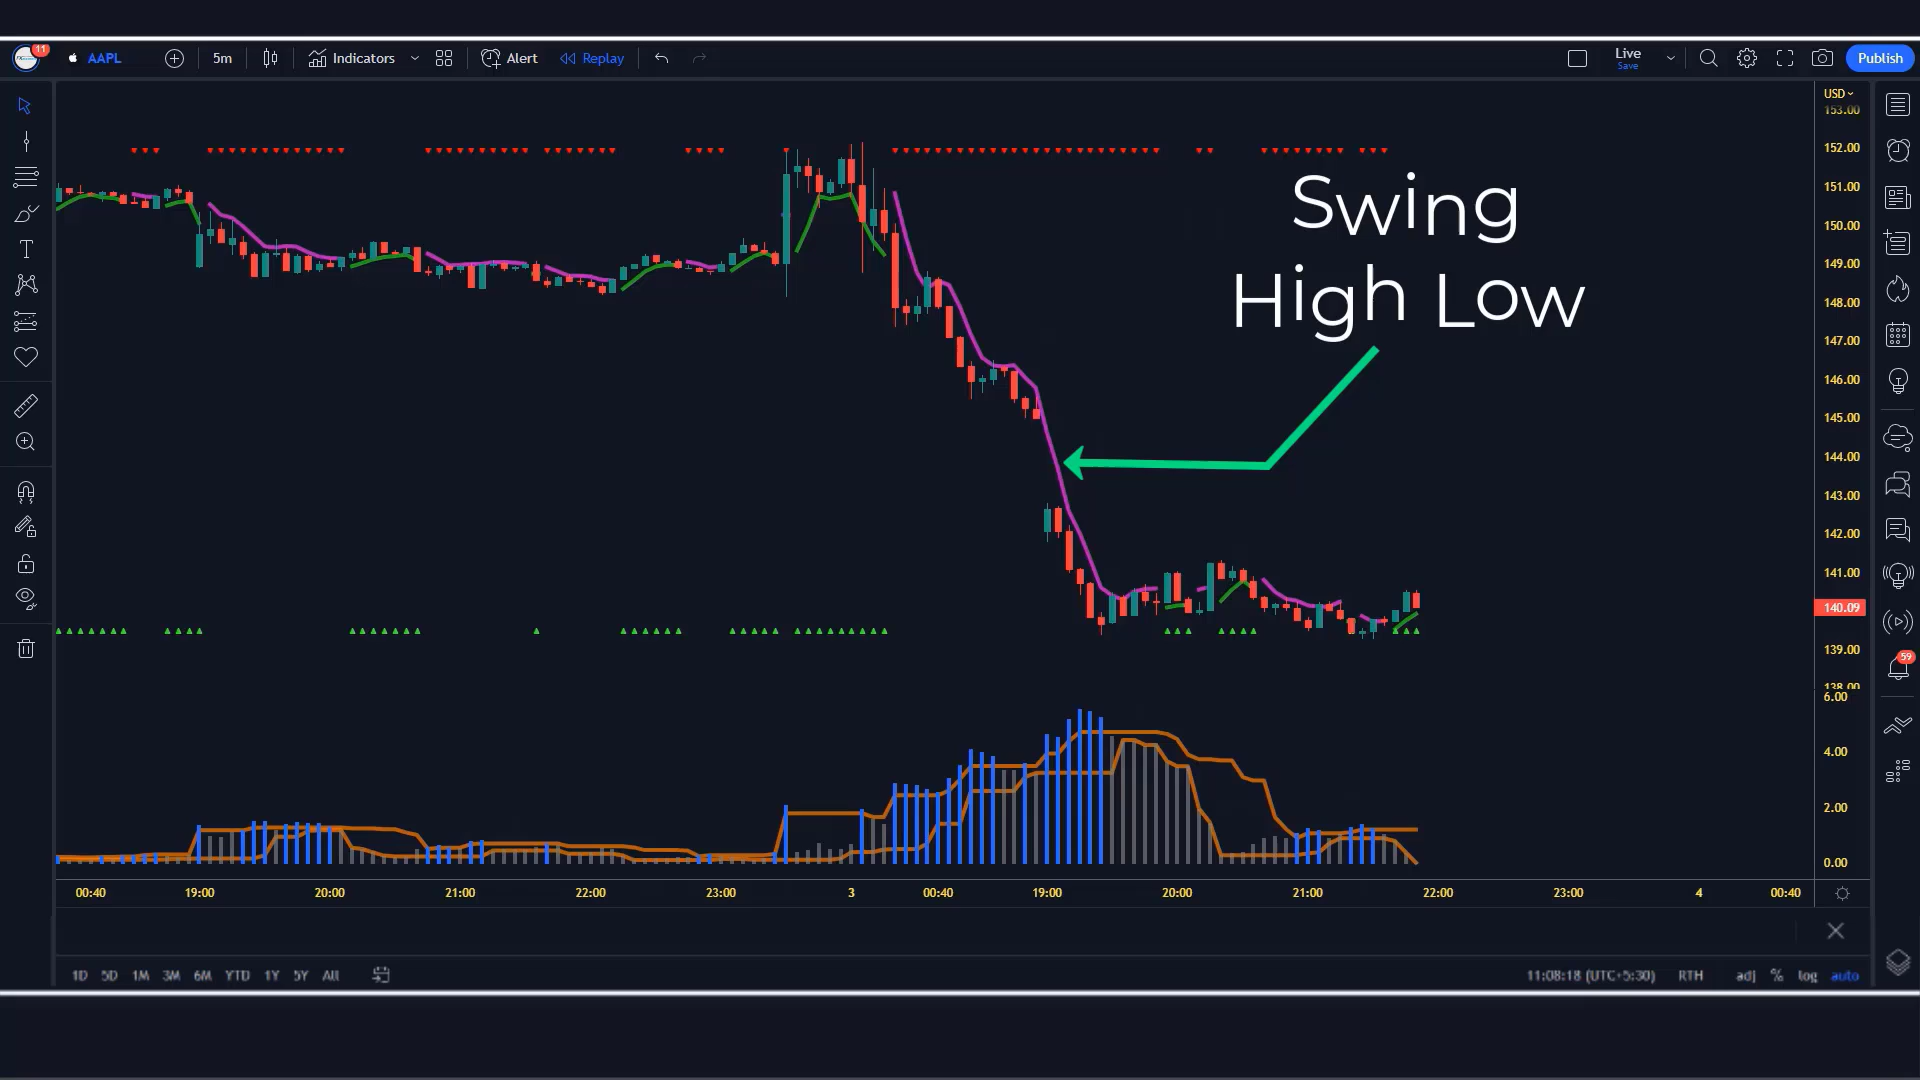 11
AAPL
5m
Indicators
Alert
Replay
Live
Save
Publish
USD
153.00
152.00
151.00
150.00
149.00
148.00
147.00
146.00
145.00
144.00
143.00
142.00
141.00
140.09
139.00
138.00
Swing
High Low
59
6.00
4.00
2.00
0.00
00:40 19:00 20:00 21:00 22:00 23:00 3 00:40 19:00 20:00 21:00 22:00 23:00 4 00:40
1D 5D 1M 3M 6M YTD 1Y 5Y All
11:08:18 (UTC+5:30) RTH adj % log auto